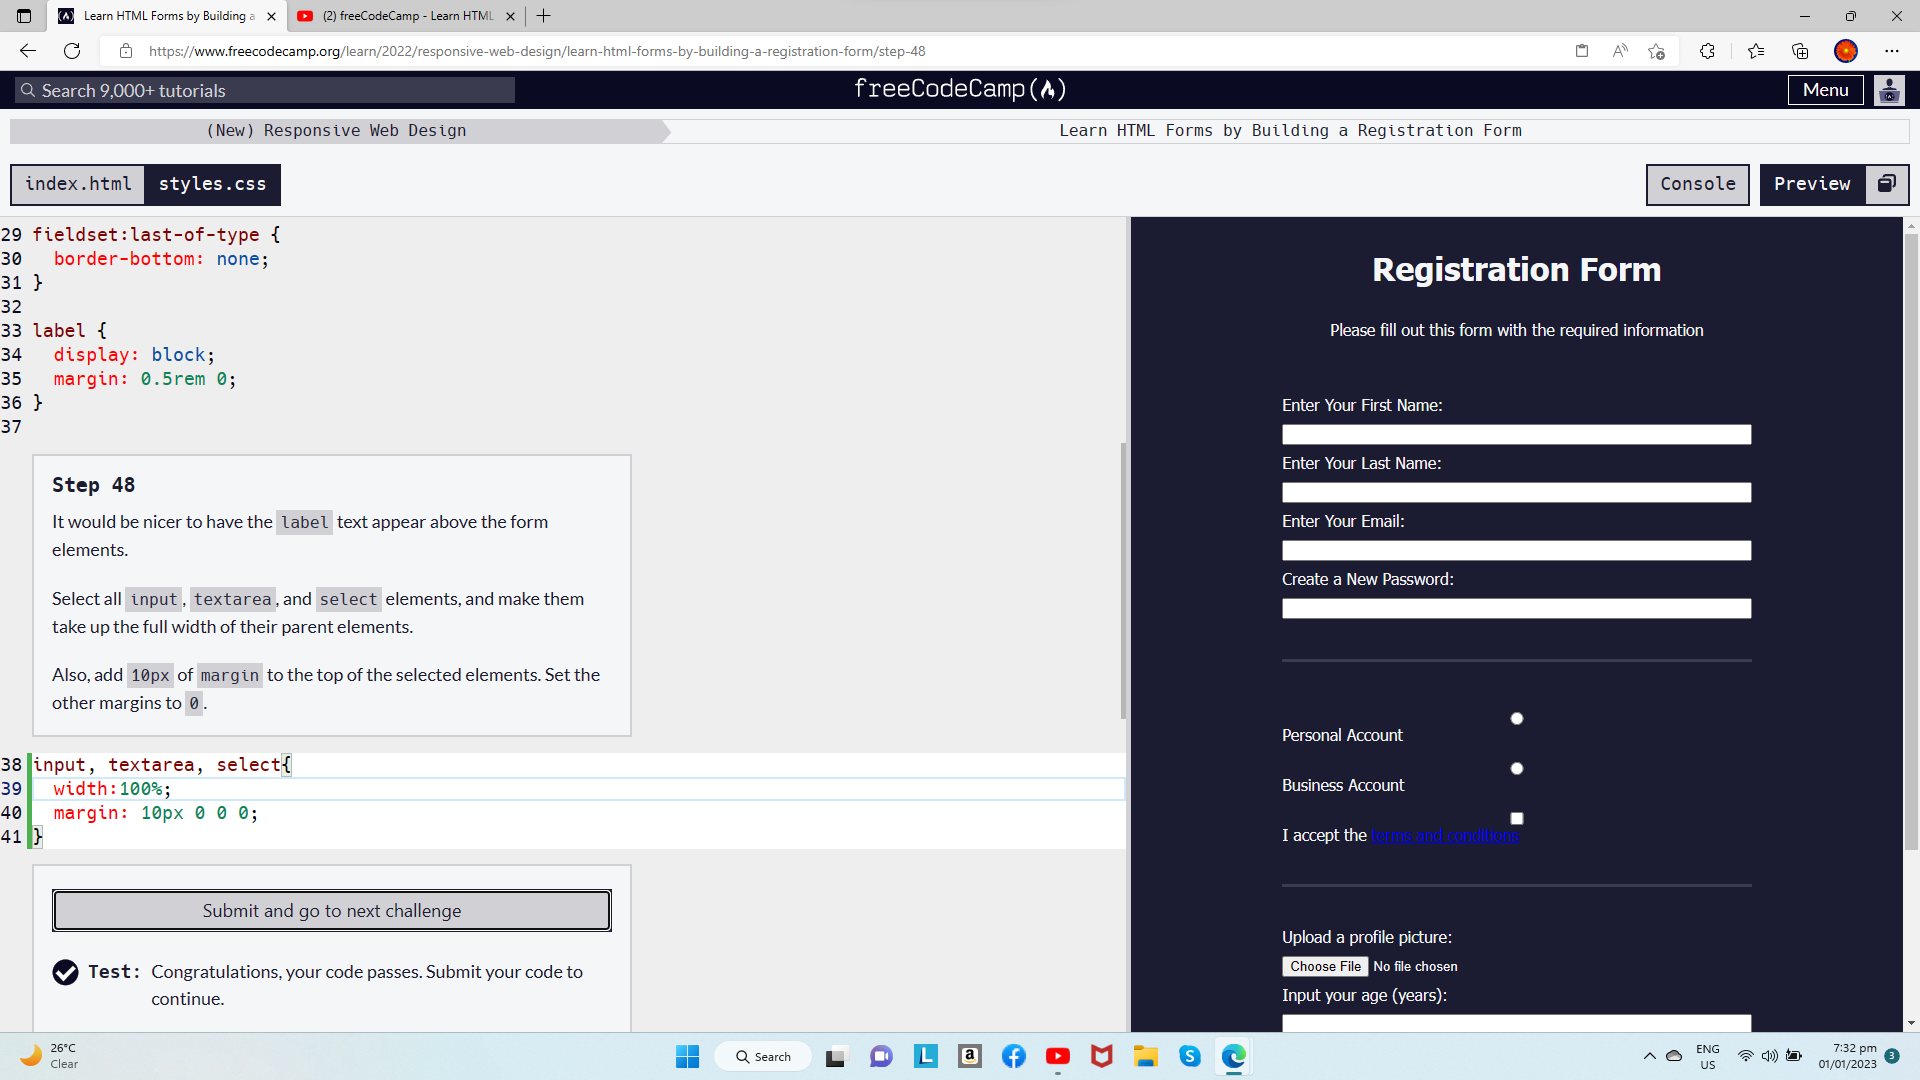 Learn HTML Forms by Building a
(2) freeCodeCamp - Learn HTML
https://www.freecodecamp.org/learn/2022/responsive-web-design/learn-html-forms-by-building-a-registration-form/step-48
Search 9,000+ tutorials
freeCodeCamp
Menu
(New) Responsive Web Design
Learn HTML Forms by Building a Registration Form
index.html
styles.css
Console
Preview
29 fieldset:last-of-type {
30 border-bottom: none;
31 }
32
33 label {
34 display: block;
35 margin: 0.5rem 0;
36 }
37
Step 48
It would be nicer to have the label text appear above the form
elements.
Select all input, textarea, and select elements, and make them
take up the full width of their parent elements.
Also, add 10px of margin to the top of the selected elements. Set the
other margins to 0.
38 input, textarea, select{
39 width:100%;
40 margin: 10px 0 0 0;
41 }
Submit and go to next challenge
Test: Congratulations, your code passes. Submit your code to
continue.
Registration Form
Please fill out this form with the required information
Enter Your First Name:
Enter Your Last Name:
Enter Your Email:
Create a New Password:
Personal Account
Business Account
I accept the terms and conditions
Upload a profile picture:
Choose File No file chosen
Input your age (years):
26°C
Clear
Search
ENG
US
7:32 pm
01/01/2023
3